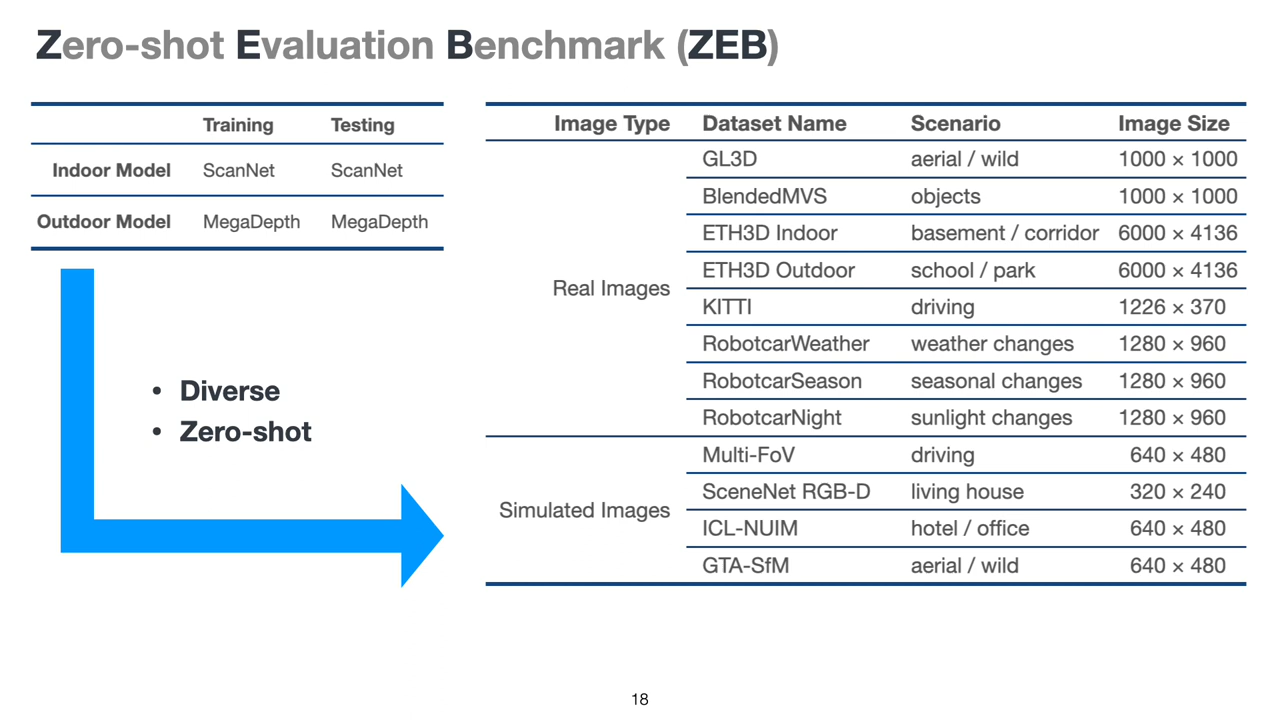 Zero-shot Evaluation Benchmark (ZEB)
Training Testing
Indoor Model ScanNet ScanNet
Outdoor Model MegaDepth MegaDepth
• Diverse
• Zero-shot
Image Type Dataset Name Scenario Image Size
Real Images
GL3D aerial / wild 1000 × 1000
BlendedMVS objects 1000 × 1000
ETH3D Indoor basement / corridor 6000 × 4136
ETH3D Outdoor school / park 6000 × 4136
KITTI driving 1226 × 370
RobotcarWeather weather changes 1280 × 960
RobotcarSeason seasonal changes 1280 × 960
RobotcarNight sunlight changes 1280 × 960
Simulated Images
Multi-FoV driving 640 × 480
SceneNet RGB-D living house 320 × 240
ICL-NUIM hotel / office 640 × 480
GTA-SfM aerial / wild 640 × 480
18